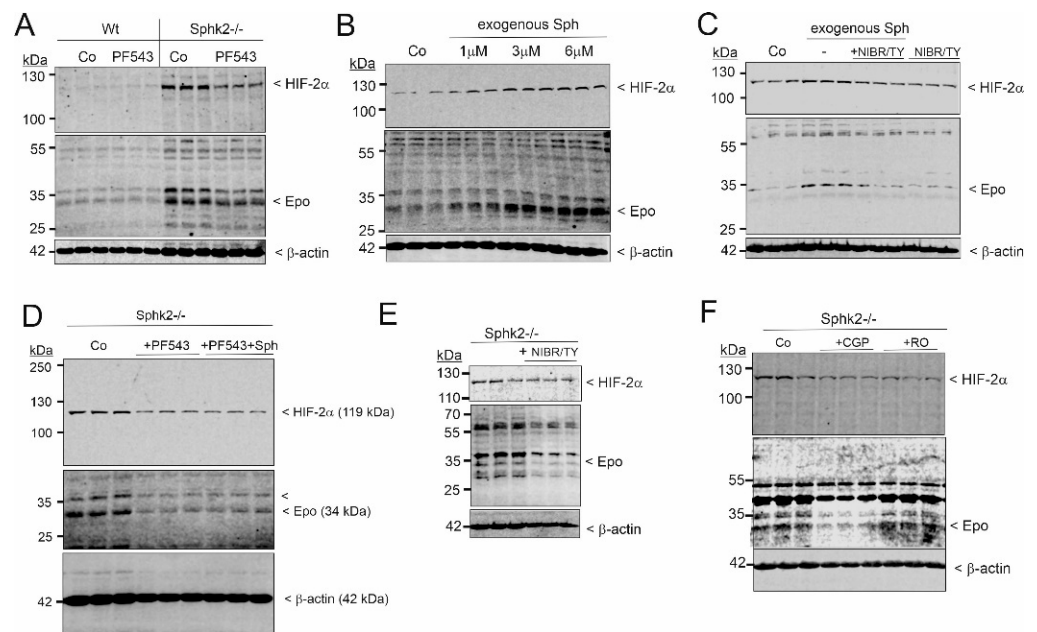 A
Wt Sphk2-/-
kDa Co PF543 Co PF543
130
100
< HIF-2α
55
35
25
< Epo
42
< β-actin
B
exogenous Sph
kDa Co 1µM 3µM 6µM
130
100
< HIF-2α
55
35
25
< Epo
42
< β-actin
C
exogenous Sph
kDa Co - +NIBR/TY NIBR/TY
130
100
< HIF-2α
55
35
25
< Epo
42
< β-actin
D
Sphk2-/-
kDa Co +PF543 +PF543+Sph
250
130
100
< HIF-2α (119 kDa)
35
25
<
< Epo (34 kDa)
42
< β-actin (42 kDa)
E
Sphk2-/-
kDa + NIBR/TY
130
110
< HIF-2α
70
55
35
25
< Epo
42
< β-actin
F
Sphk2-/-
kDa Co +CGP +RO
130
100
< HIF-2α
55
35
< Epo
42
< β-actin